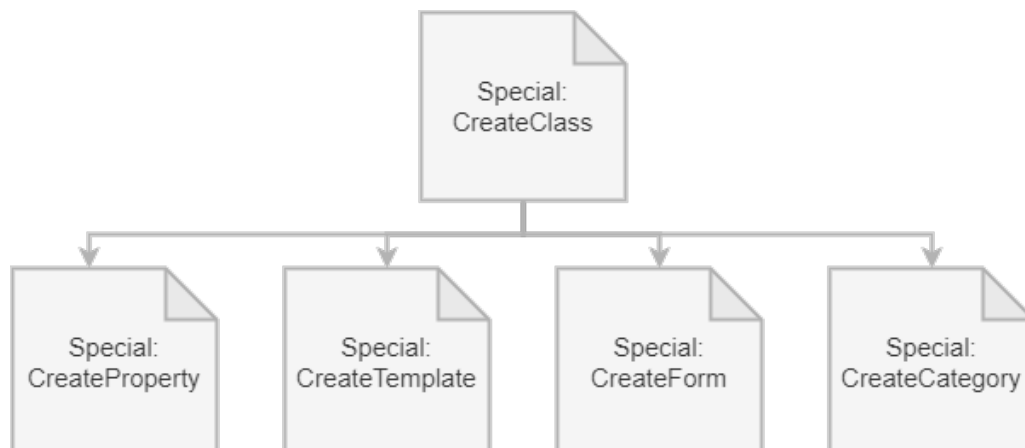 Special:
CreateClass
Special:
CreateProperty
Special:
CreateTemplate
Special:
CreateForm
Special:
CreateCategory